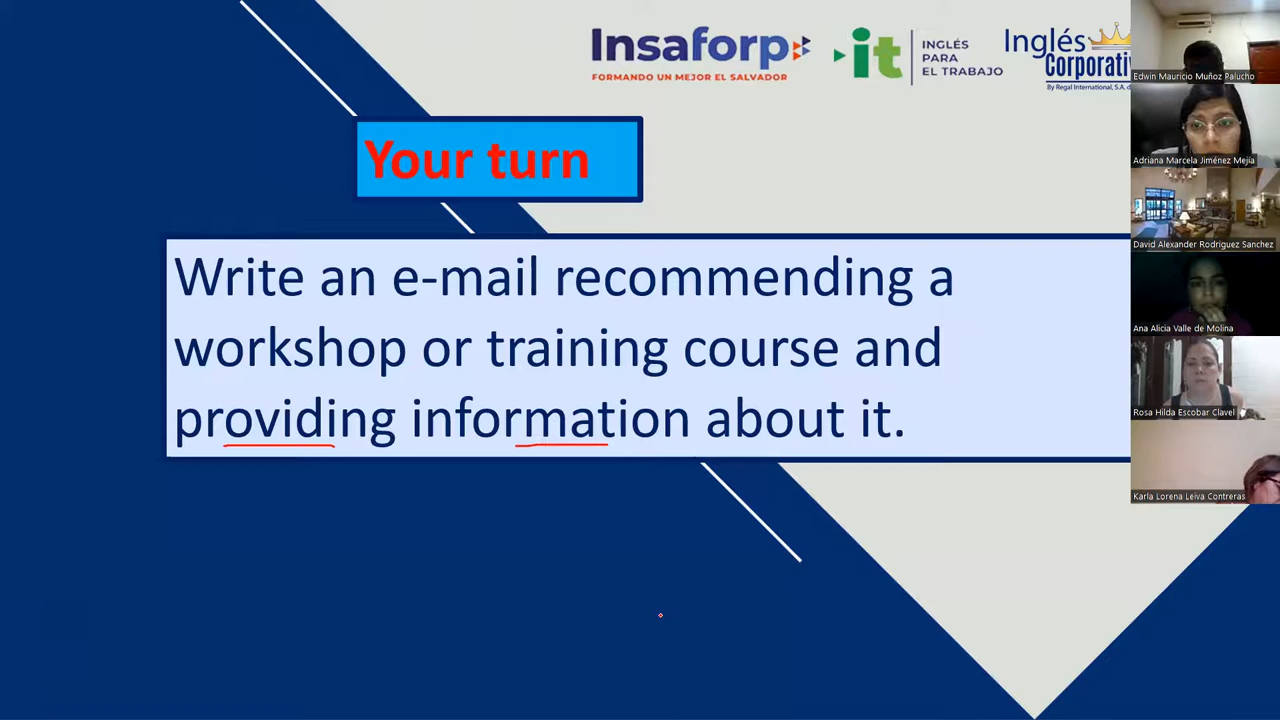 Insaforp
FORMANDO UN MEJOR EL SALVADOR
it
INGLÉS
PARA
EL TRABAJO
Inglés
Corporativ
By Regal International, S.A. d
Your turn
Write an e-mail recommending a
workshop or training course and
providing information about it.
Edwin Mauricio Muñoz Palucho
Adriana Marcela Jiménez Mejía
David Alexander Rodriguez Sanchez
Ana Alicia Valle de Molina
Rosa Hilda Escobar Clavel
Karla Lorena Leiva Contreras